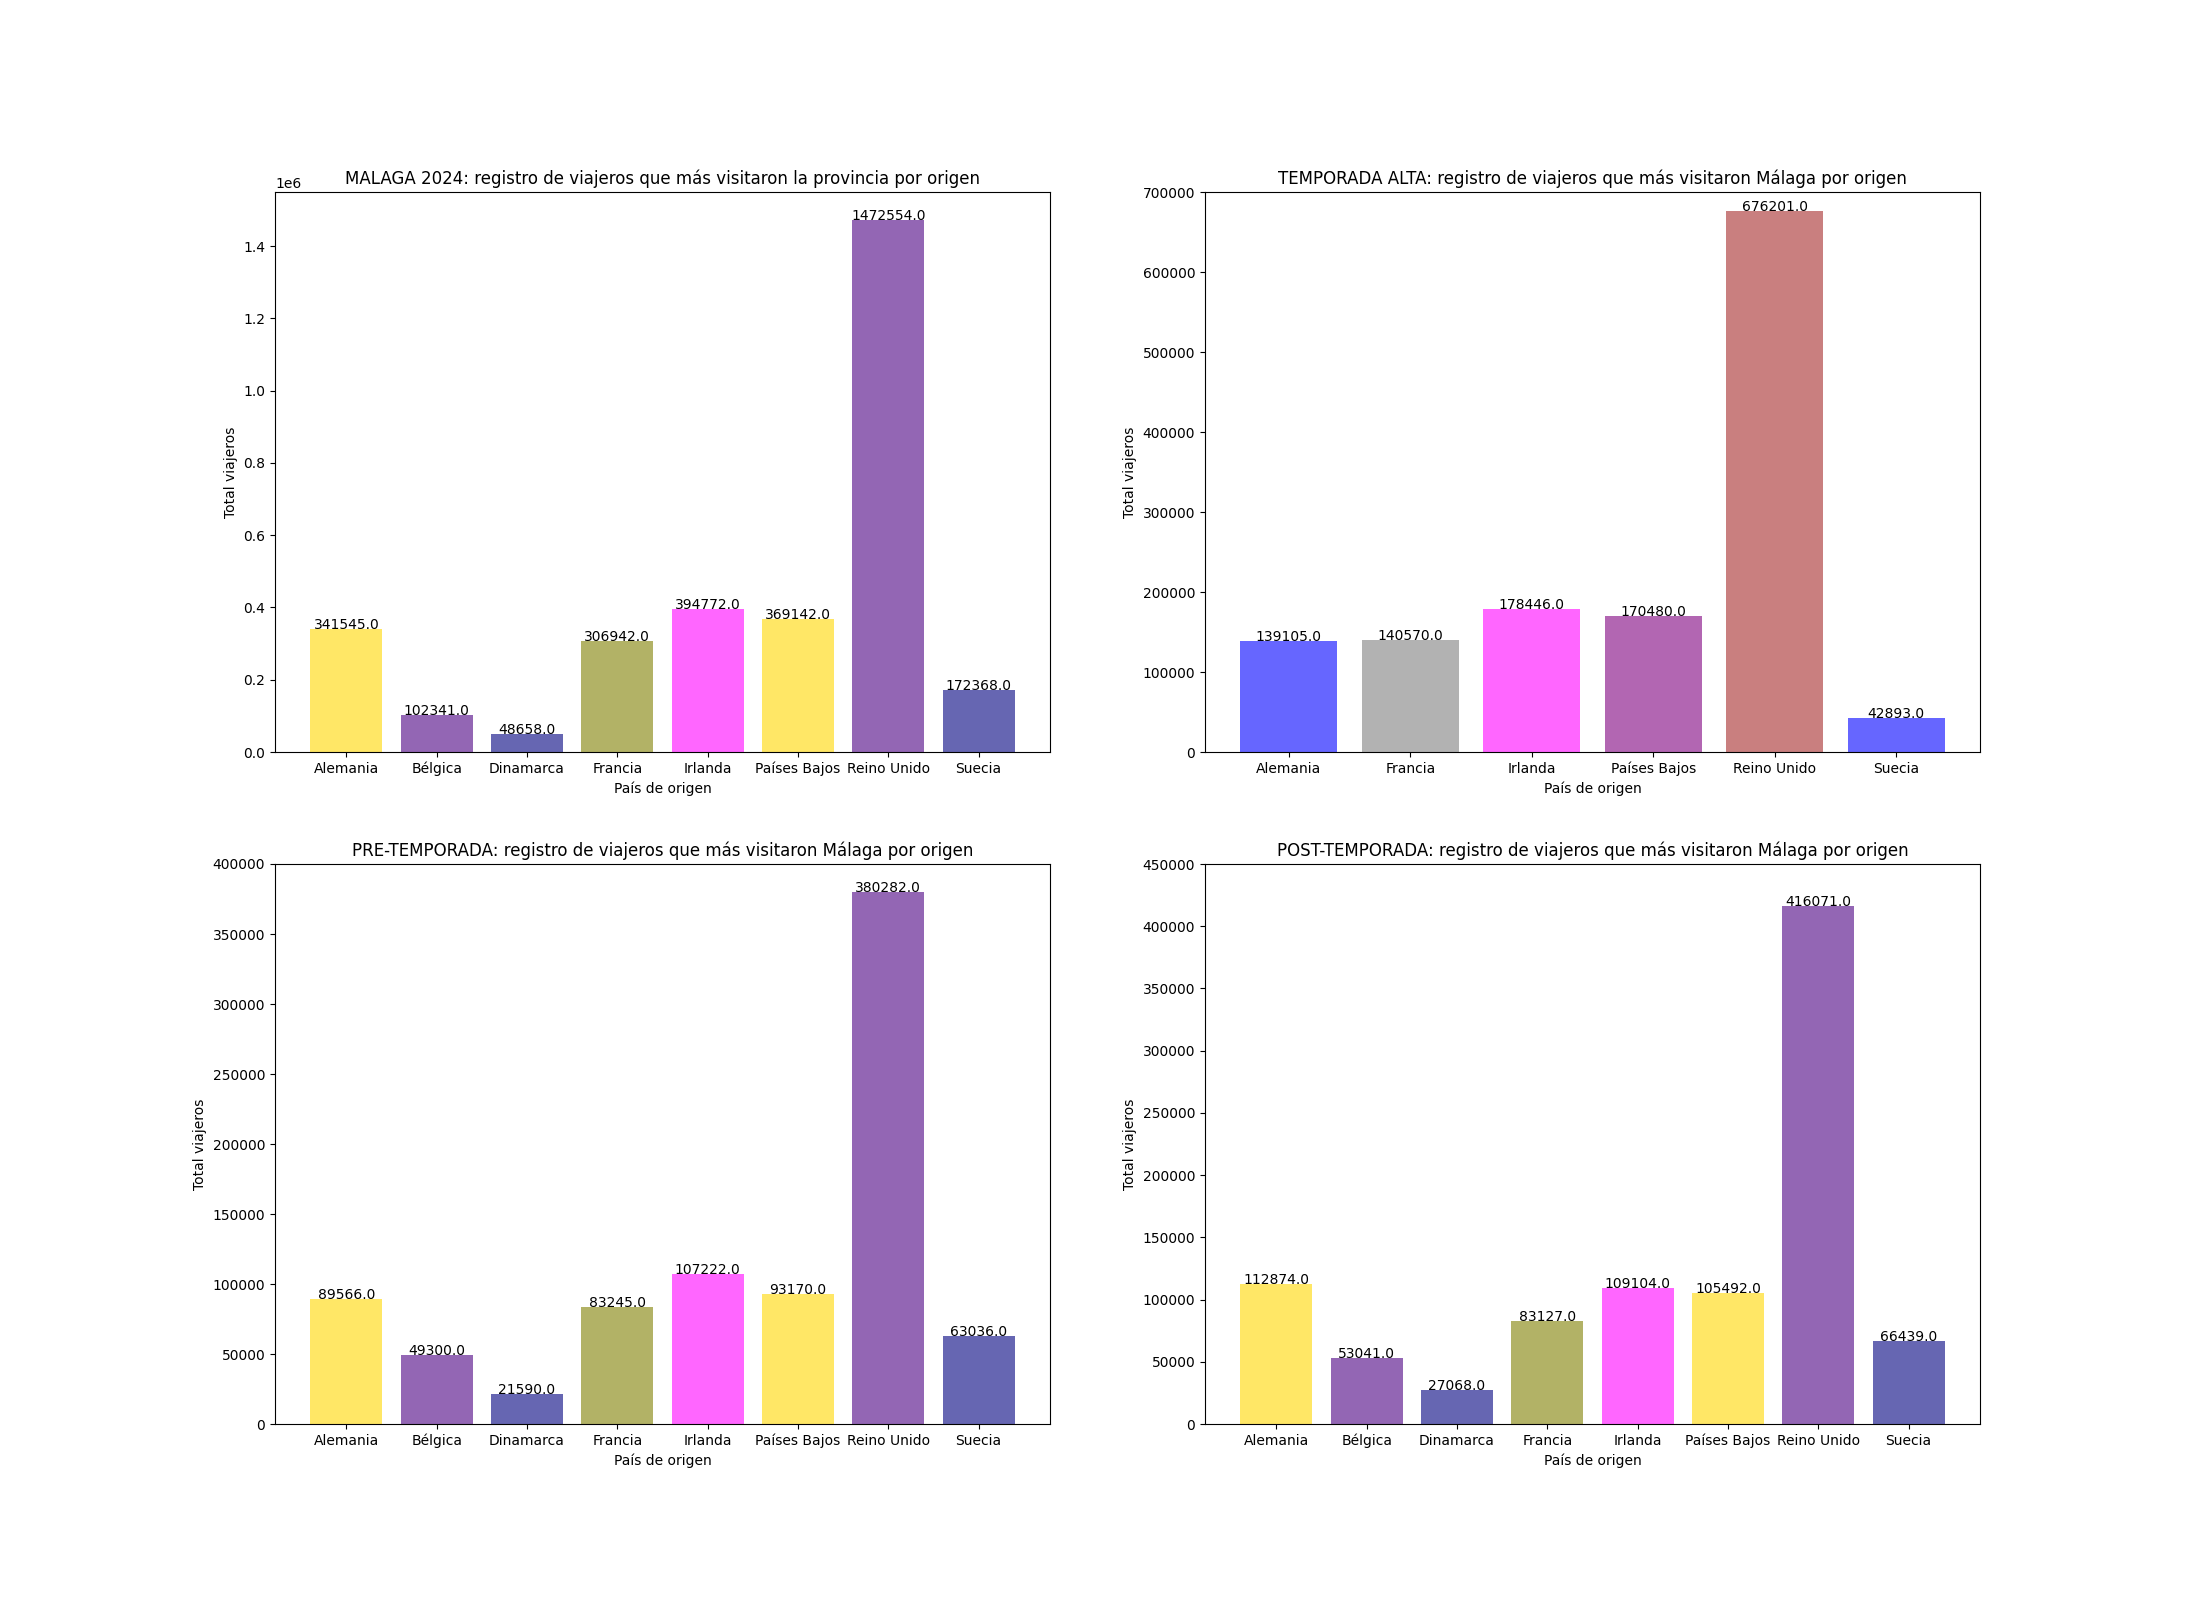 MALAGA 2024: registro de viajeros que más visitaron la provincia por origen
1e6
1.4
1.2
1.0
0.8
0.6
0.4
0.2
0.0
Total viajeros
341545.0
102341.0
48658.0
306942.0
394772.0
369142.0
1472554.0
172368.0
Alemania
Bélgica
Dinamarca
Francia
Irlanda
Países Bajos
Reino Unido
Suecia
País de origen
TEMPORADA ALTA: registro de viajeros que más visitaron Málaga por origen
700000
600000
500000
400000
300000
200000
100000
0
Total viajeros
139105.0
140570.0
178446.0
170480.0
676201.0
42893.0
Alemania
Francia
Irlanda
Países Bajos
Reino Unido
Suecia
País de origen
PRE-TEMPORADA: registro de viajeros que más visitaron Málaga por origen
400000
350000
300000
250000
200000
150000
100000
50000
0
Total viajeros
89566.0
49300.0
21590.0
83245.0
107222.0
93170.0
380282.0
63036.0
Alemania
Bélgica
Dinamarca
Francia
Irlanda
Países Bajos
Reino Unido
Suecia
País de origen
POST-TEMPORADA: registro de viajeros que más visitaron Málaga por origen
450000
400000
350000
300000
250000
200000
150000
100000
50000
0
Total viajeros
112874.0
53041.0
27068.0
83127.0
109104.0
105492.0
416071.0
66439.0
Alemania
Bélgica
Dinamarca
Francia
Irlanda
Países Bajos
Reino Unido
Suecia
País de origen